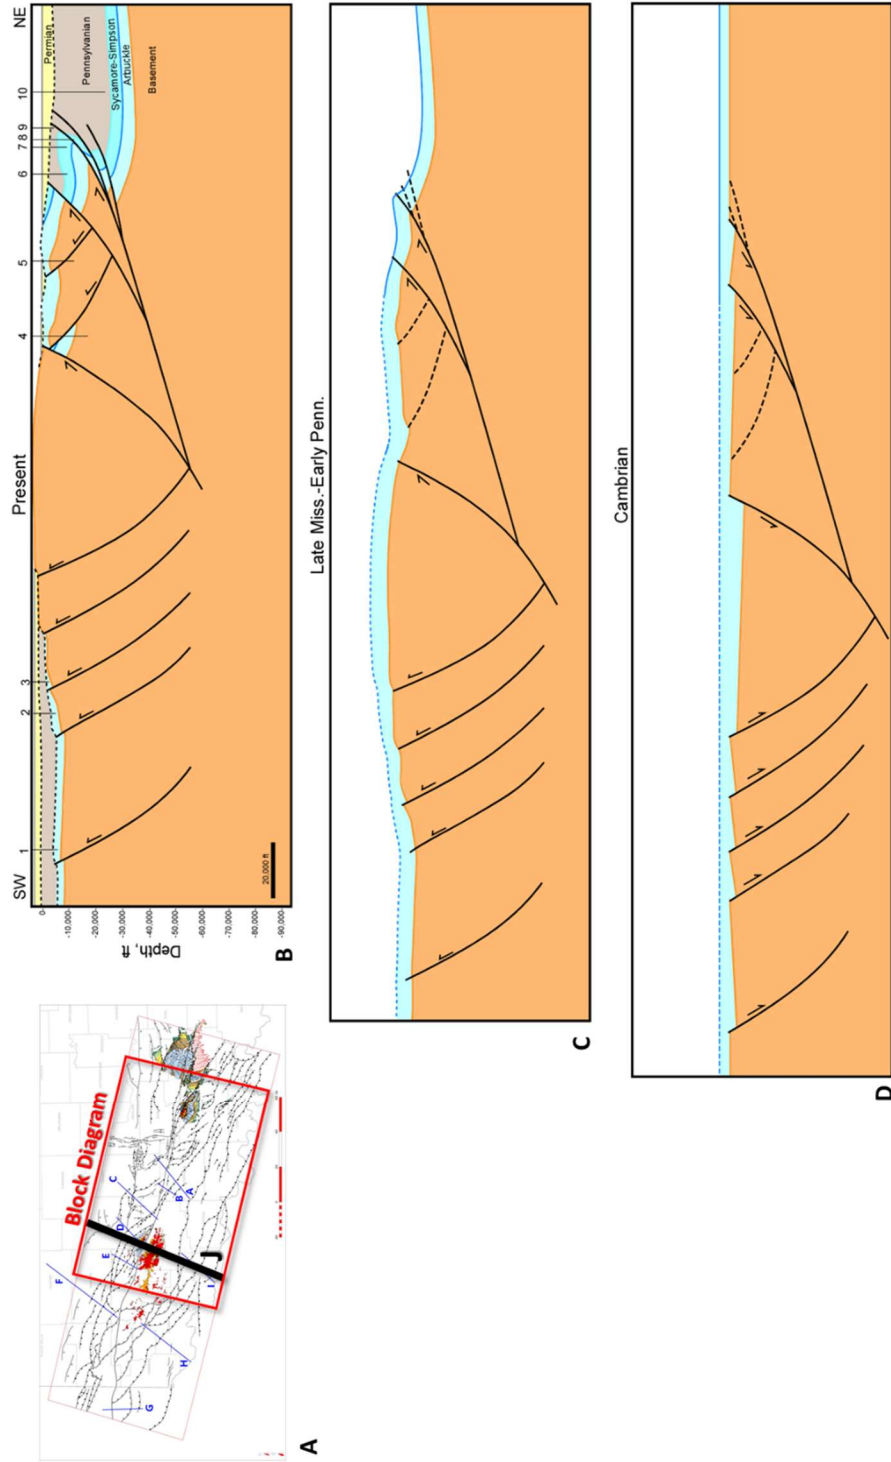 Block Diagram
F
E
D
C
B
A
J
I
H
G
A
SW
Present
NE
1
2
3
4
5
6
7
8
9
10
Permian
Pennsylvanian
Sycamore-Simpson
Arbuckle
Basement
0
-10,000
-20,000
-30,000
-40,000
-50,000
-60,000
-70,000
-80,000
-90,000
Depth, ft
20,000 ft
B
Late Miss.-Early Penn.
C
Cambrian
D